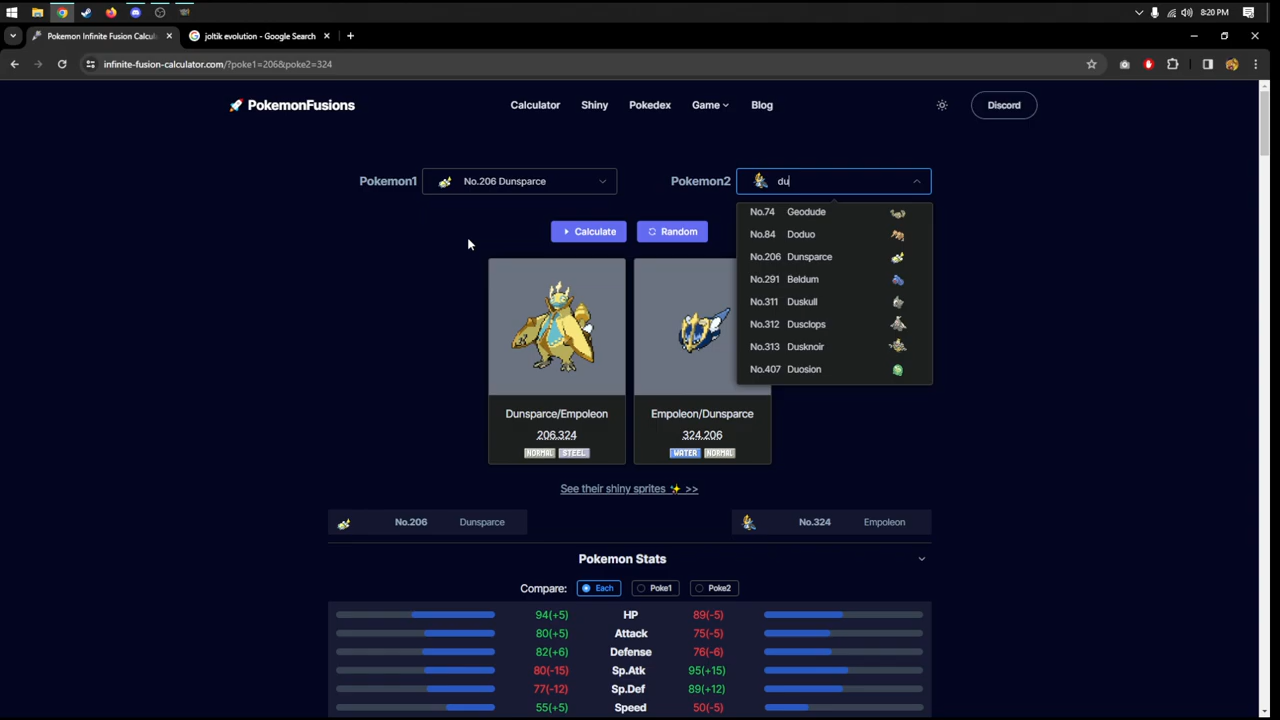 8:20 PM
Pokemon Infinite Fusion Calcula
joltik evolution - Google Search
infinite-fusion-calculator.com/?poke1=206&poke2=324
PokemonFusions
Calculator Shiny Pokedex Game Blog Discord
Pokemon1 No.206 Dunsparce Pokemon2 du
Calculate Random
No.74 Geodude
No.84 Doduo
No.206 Dunsparce
No.291 Beldum
No.311 Duskull
No.312 Dusclops
No.313 Dusknoir
No.407 Duosion
Dunsparce/Empoleon Empoleon/Dunsparce
206.324 324.206
NORMAL STEEL WATER NORMAL
See their shiny sprites ✨ >>
No.206 Dunsparce No.324 Empoleon
Pokemon Stats
Compare: Each Poke1 Poke2
94(+5) HP 89(-5)
80(+5) Attack 75(-5)
82(+6) Defense 76(-6)
80(-15) Sp.Atk 95(+15)
77(-12) Sp.Def 89(+12)
55(+5) Speed 50(-5)